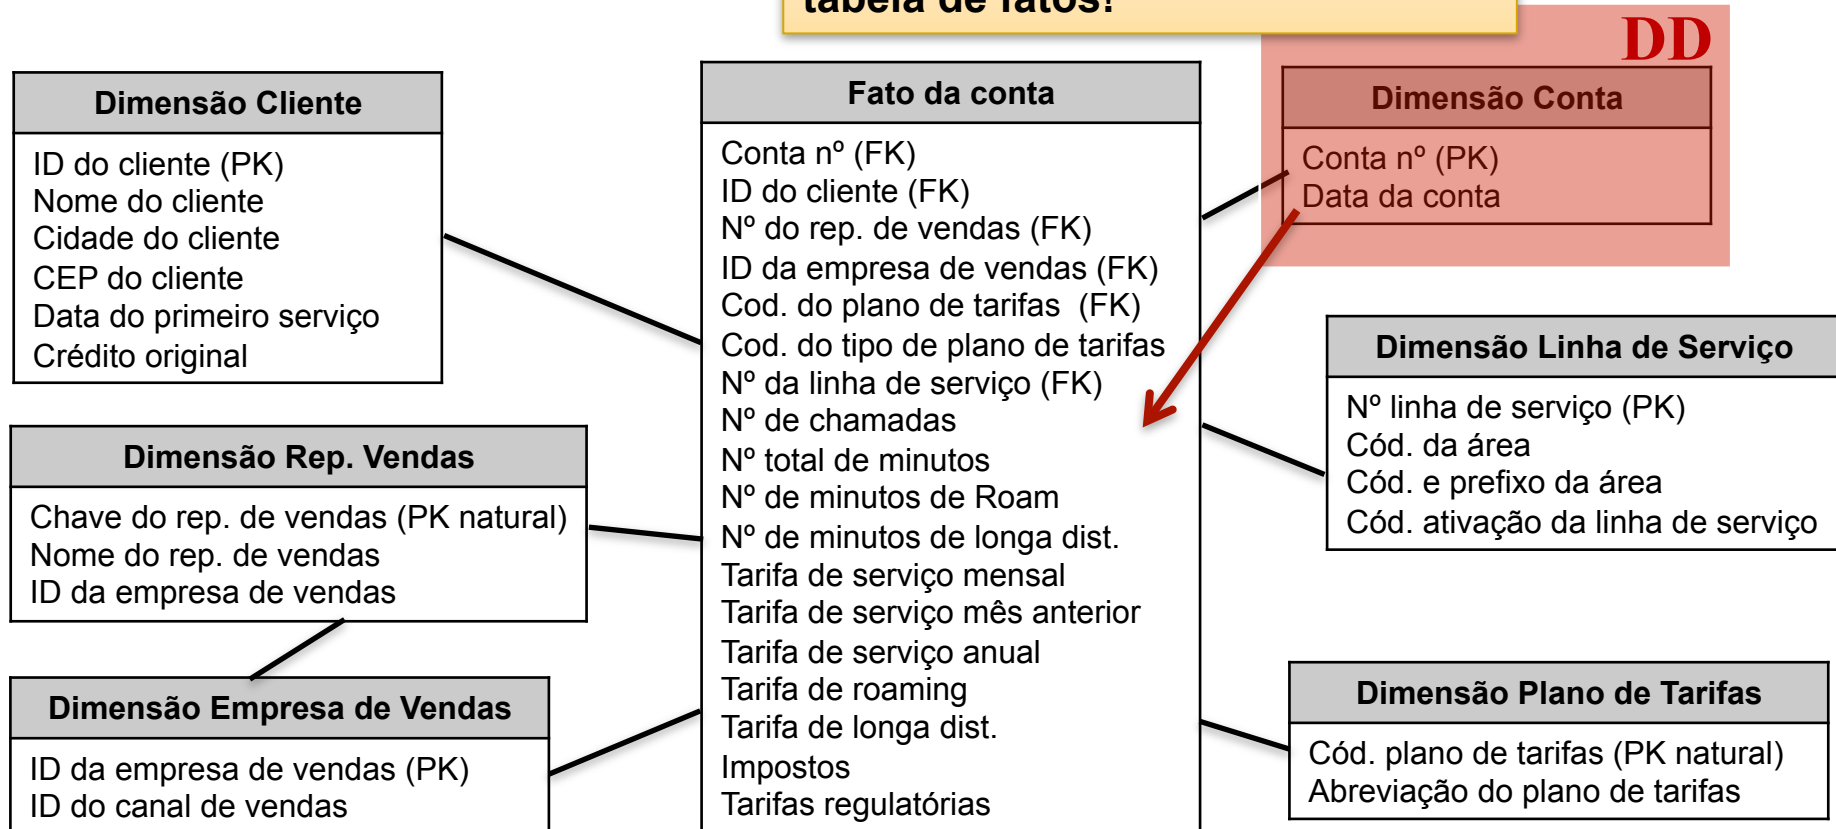 tabela de fatos!
DD
Dimensão Cliente
ID do cliente (PK)
Nome do cliente
Cidade do cliente
CEP do cliente
Data do primeiro serviço
Crédito original
Dimensão Rep. Vendas
Chave do rep. de vendas (PK natural)
Nome do rep. de vendas
ID da empresa de vendas
Dimensão Empresa de Vendas
ID da empresa de vendas (PK)
ID do canal de vendas
Fato da conta
Conta nº (FK)
ID do cliente (FK)
Nº do rep. de vendas (FK)
ID da empresa de vendas (FK)
Cod. do plano de tarifas (FK)
Cod. do tipo de plano de tarifas
Nº da linha de serviço (FK)
Nº de chamadas
Nº total de minutos
Nº de minutos de Roam
Nº de minutos de longa dist.
Tarifa de serviço mensal
Tarifa de serviço mês anterior
Tarifa de serviço anual
Tarifa de roaming
Tarifa de longa dist.
Impostos
Tarifas regulatórias
Dimensão Conta
Conta nº (PK)
Data da conta
Dimensão Linha de Serviço
Nº linha de serviço (PK)
Cód. da área
Cód. e prefixo da área
Cód. ativação da linha de serviço
Dimensão Plano de Tarifas
Cód. plano de tarifas (PK natural)
Abreviação do plano de tarifas